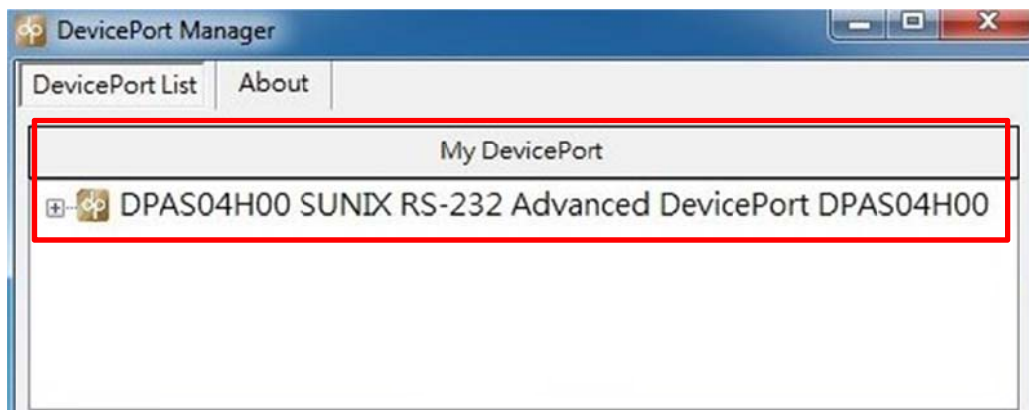 DevicePort Manager
DevicePort List About
My DevicePort
DPAS04H00 SUNIX RS-232 Advanced DevicePort DPAS04H00